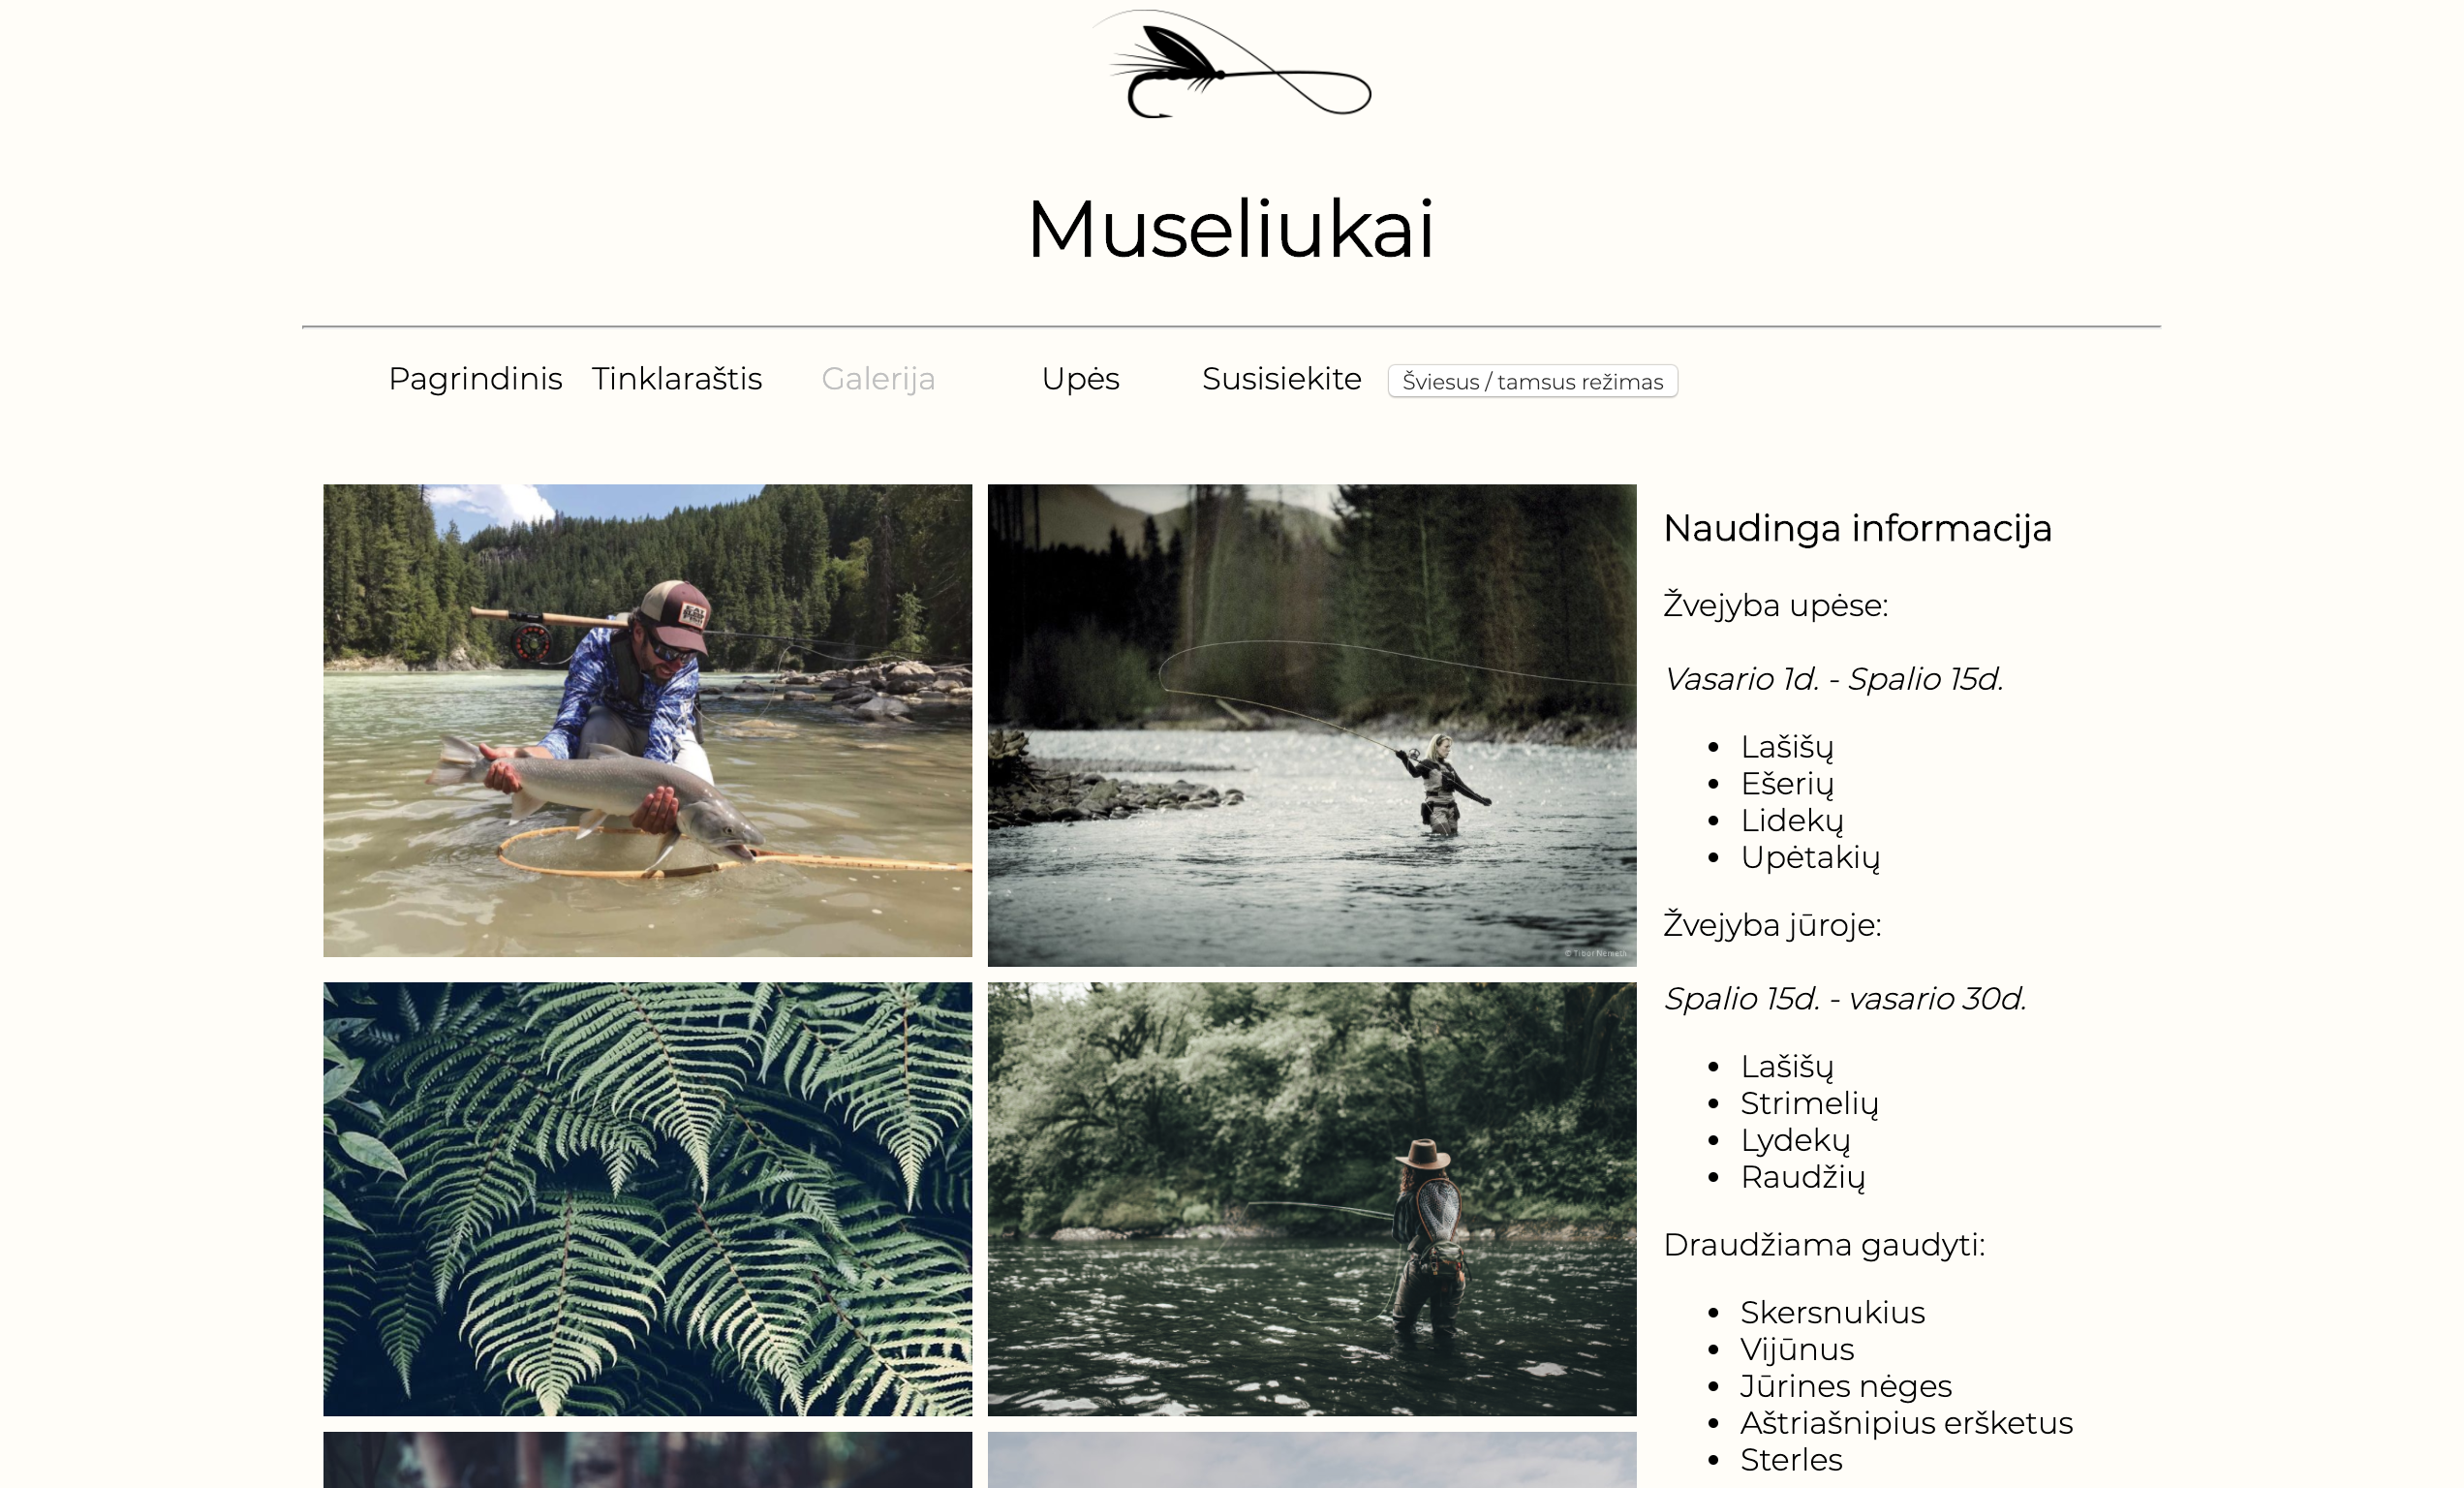 Museliukai
Pagrindinis
Tinklaraštis
Galerija
Upės
Susisiekite
Šviesus / tamsus režimas
© Tibor Németh
Naudinga informacija
Žvejyba upėse:
Vasario 1d. - Spalio 15d.
Lašišų
Ešerių
Lidekų
Upėtakių
Žvejyba jūroje:
Spalio 15d. - vasario 30d.
Lašišų
Strimelių
Lydekų
Raudžių
Draudžiama gaudyti:
Skersnukius
Vijūnus
Jūrines nėges
Aštriašnipius eršketus
Sterles